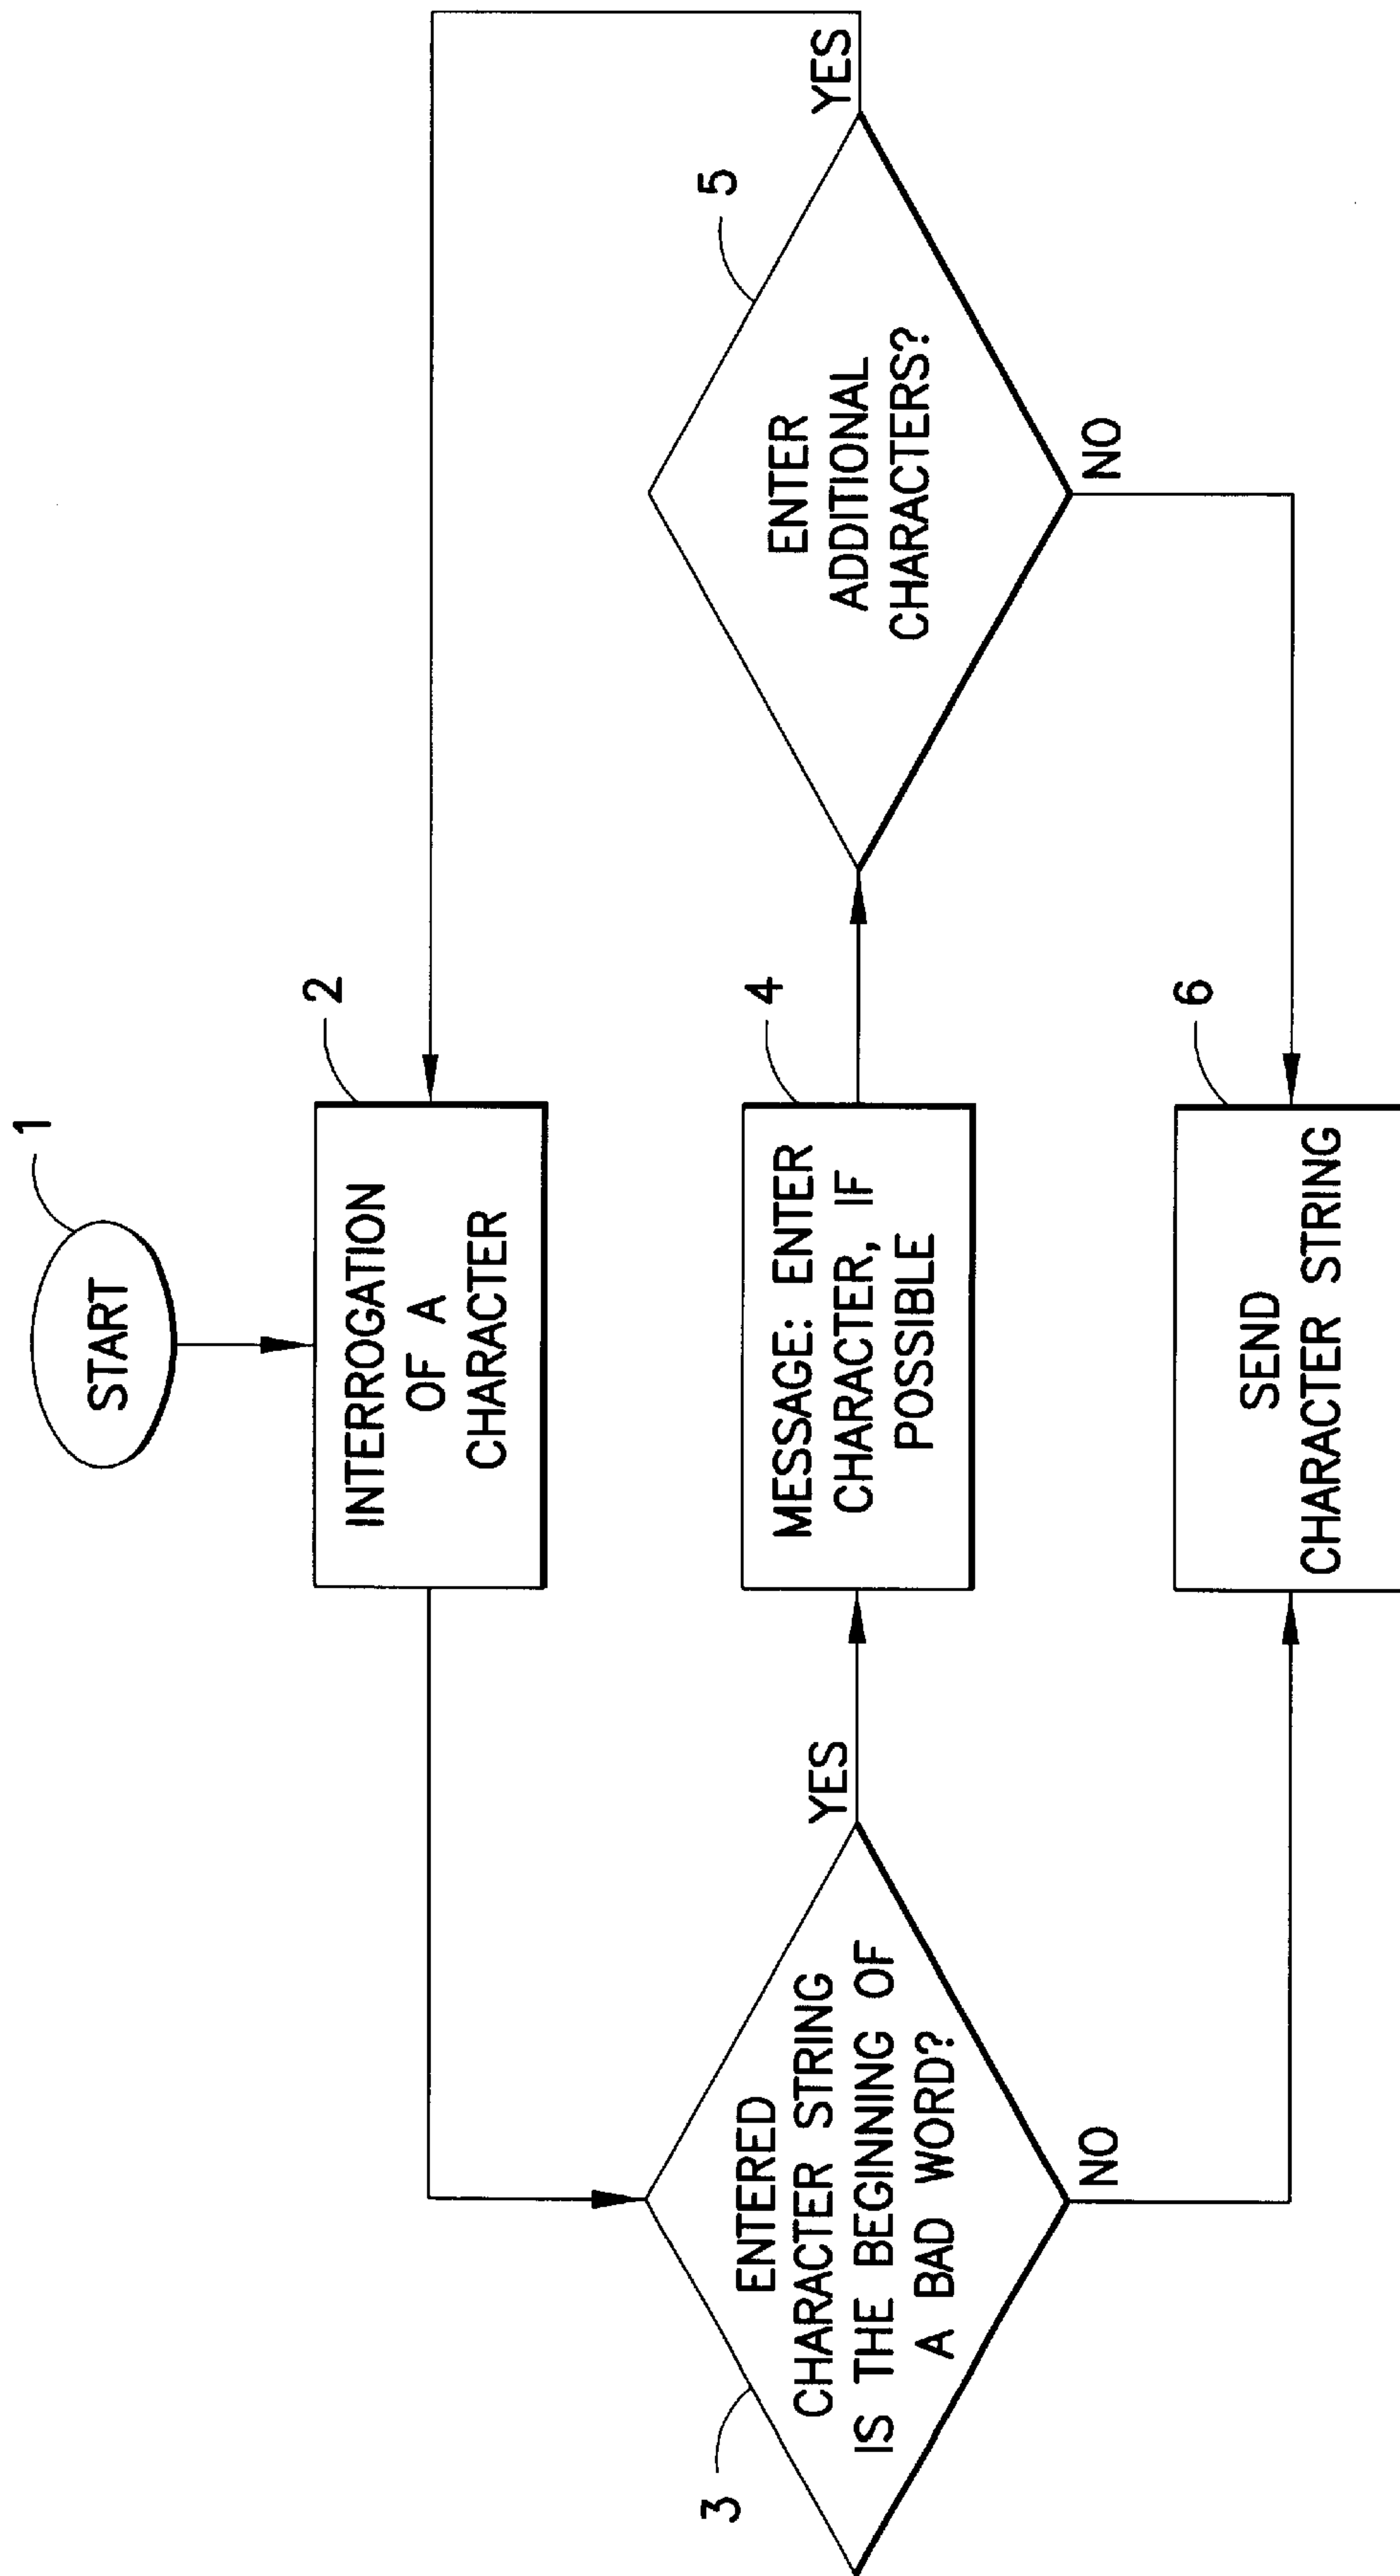 1
START
2
INTERROGATION
OF A
CHARACTER
3
ENTERED
CHARACTER STRING
IS THE BEGINNING OF
A BAD WORD?
YES
NO
4
MESSAGE: ENTER
CHARACTER, IF
POSSIBLE
5
ENTER
ADDITIONAL
CHARACTERS?
YES
NO
6
SEND
CHARACTER STRING